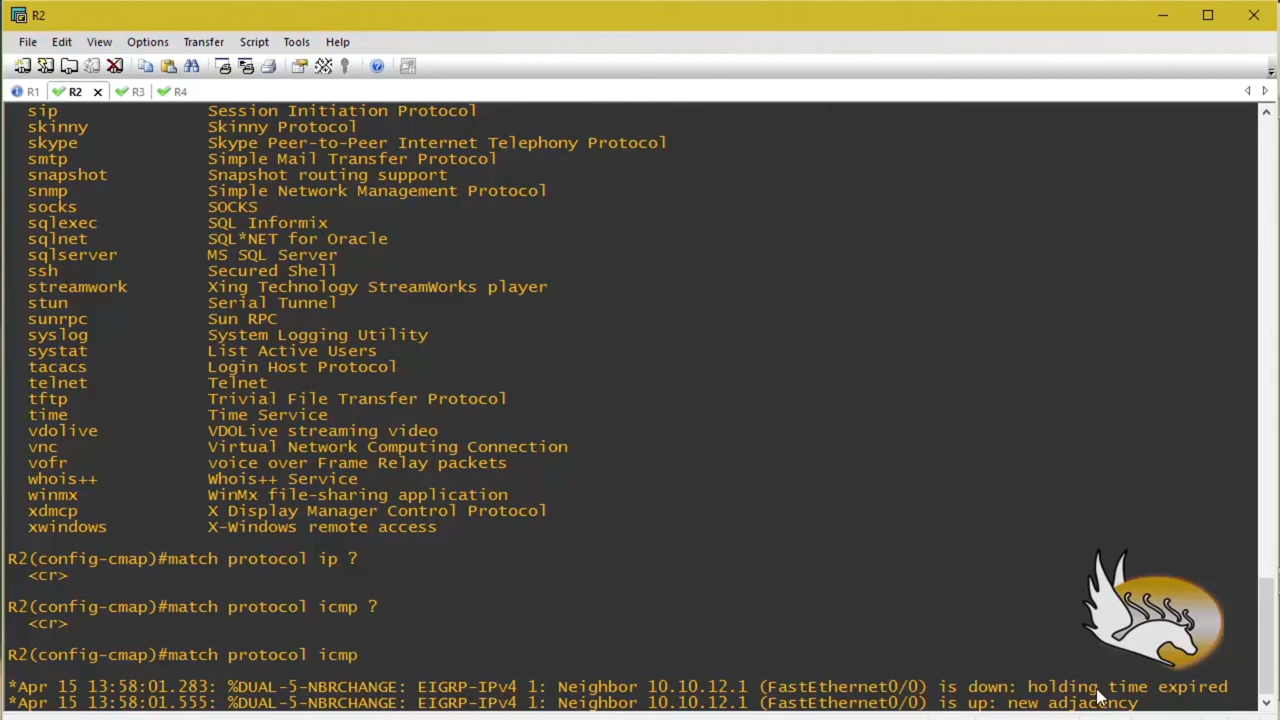 R2
File Edit View Options Transfer Script Tools Help
R1 R2 R3 R4
sip Session Initiation Protocol
skinny Skinny Protocol
skype Skype Peer-to-Peer Internet Telephony Protocol
smtp Simple Mail Transfer Protocol
snapshot Snapshot routing support
snmp Simple Network Management Protocol
socks SOCKS
sqlexec SQL Informix
sqlnet SQL*NET for Oracle
sqlserver MS SQL Server
ssh Secured Shell
streamwork Xing Technology StreamWorks player
stun Serial Tunnel
sunrpc Sun RPC
syslog System Logging Utility
systat List Active Users
tacacs Login Host Protocol
telnet Telnet
tftp Trivial File Transfer Protocol
time Time Service
vdolive VDOLive streaming video
vnc Virtual Network Computing Connection
vofr voice over Frame Relay packets
whois++ Whois++ Service
winmx WinMx file-sharing application
xdmcp X Display Manager Control Protocol
xwindows X-Windows remote access
R2(config-cmap)#match protocol ip ?
<cr>
R2(config-cmap)#match protocol icmp ?
<cr>
R2(config-cmap)#match protocol icmp
*Apr 15 13:58:01.283: %DUAL-5-NBRCHANGE: EIGRP-IPv4 1: Neighbor 10.10.12.1 (FastEthernet0/0) is down: holding time expired
*Apr 15 13:58:01.555: %DUAL-5-NBRCHANGE: EIGRP-IPv4 1: Neighbor 10.10.12.1 (FastEthernet0/0) is up: new adjacency